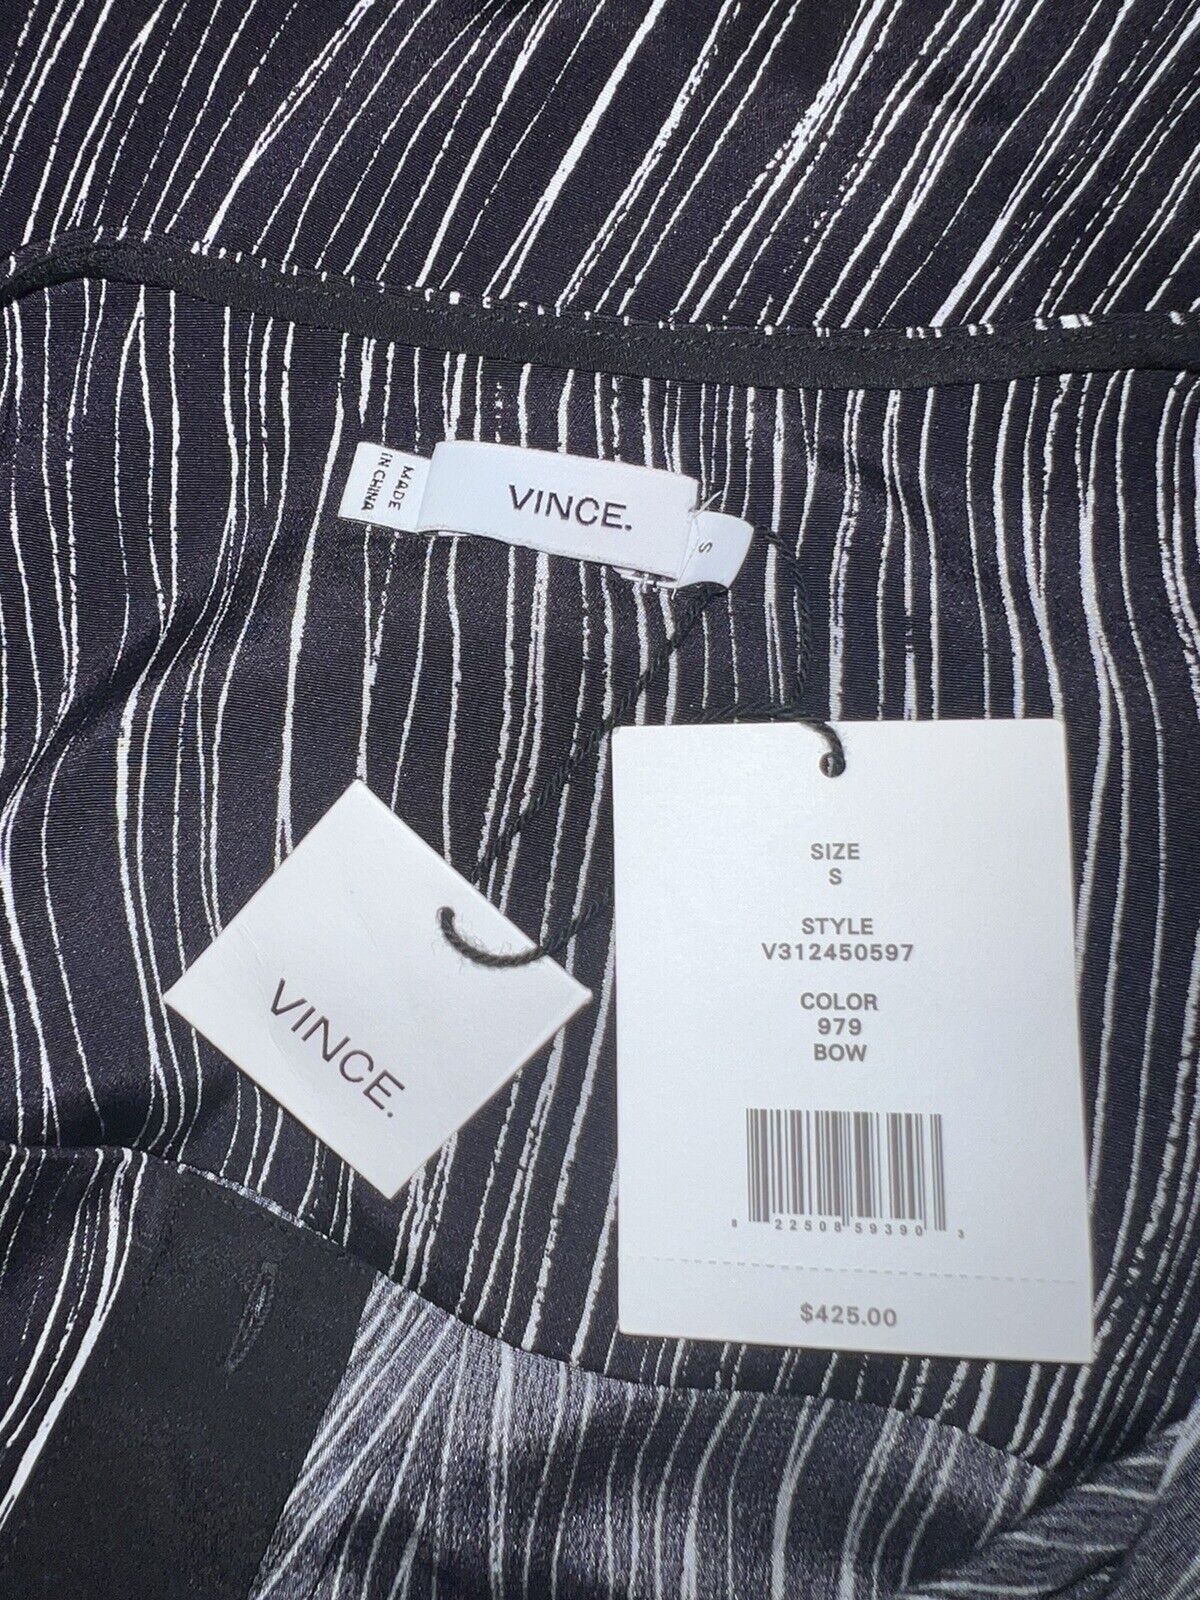 MADE
IN CHINA
VINCE.
S
VINCE.
SIZE
S
STYLE
V312450597
COLOR
979
BOW
8 22508 59390 3
$425.00